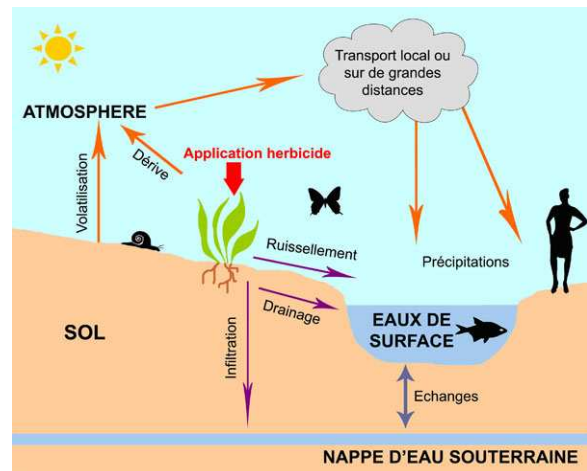 Transport local ou
sur de grandes
distances
ATMOSPHERE
Dérive
Application herbicide
Volatilisation
Ruissellement
Précipitations
Drainage
SOL
EAUX DE
SURFACE
Infiltration
Echanges
NAPPE D'EAU SOUTERRAINE